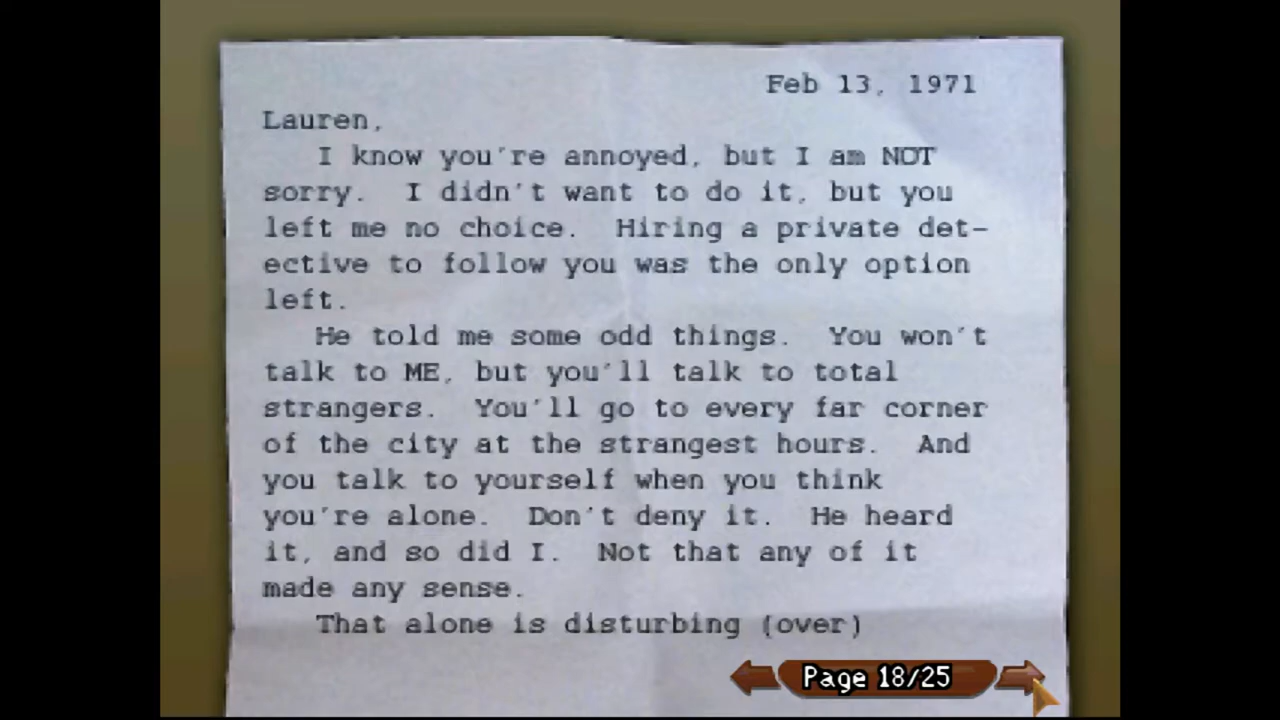 Feb 13, 1971
Lauren,
I know you're annoyed, but I am NOT
sorry. I didn't want to do it, but you
left me no choice. Hiring a private det-
ective to follow you was the only option
left.
He told me some odd things. You won't
talk to ME, but you'll talk to total
strangers. You'll go to every far corner
of the city at the strangest hours. And
you talk to yourself when you think
you're alone. Don't deny it. He heard
it, and so did I. Not that any of it
made any sense.
That alone is disturbing (over)
Page 18/25